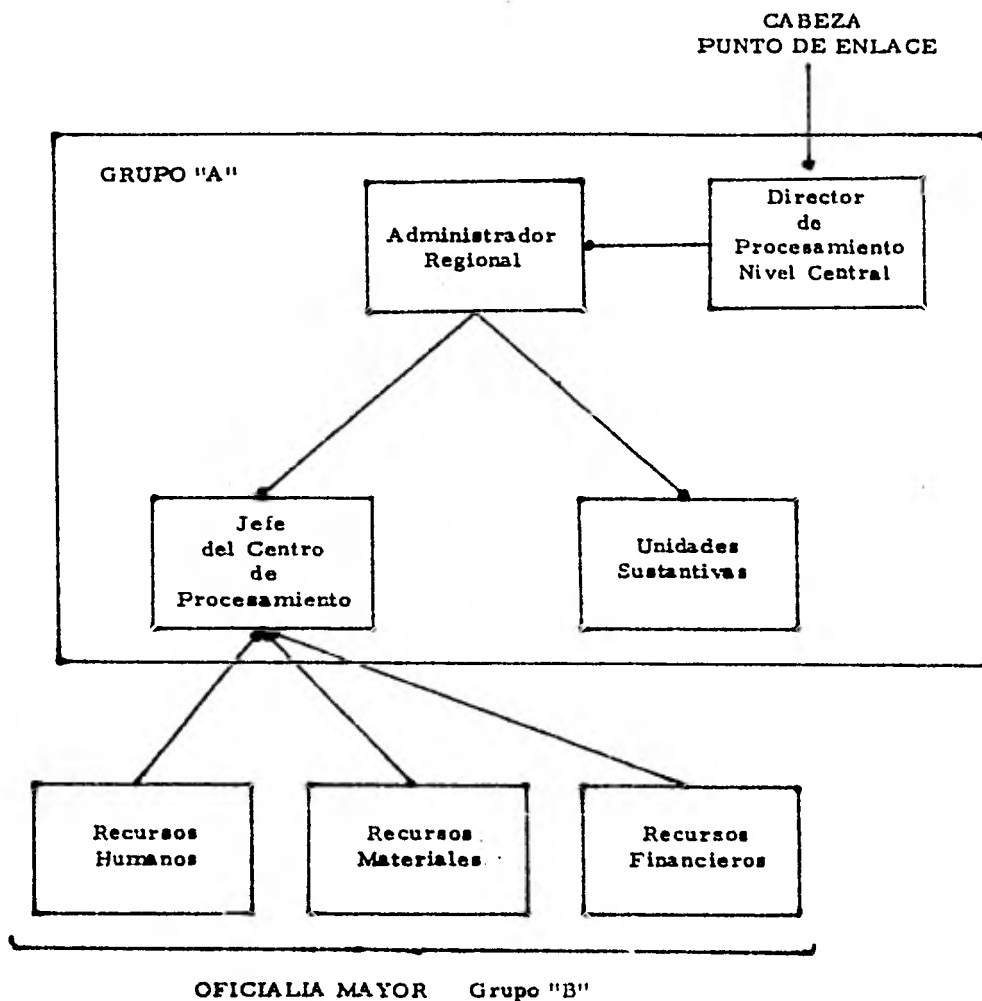 CABEZA
PUNTO DE ENLACE
GRUPO "A"
Administrador
Regional
Director
de
Procesamiento
Nivel Central
Jefe
del Centro
de
Procesamiento
Unidades
Sustantivas
Recursos
Humanos
Recursos
Materiales
Recursos
Financieros
OFICIALIA MAYOR Grupo "B"